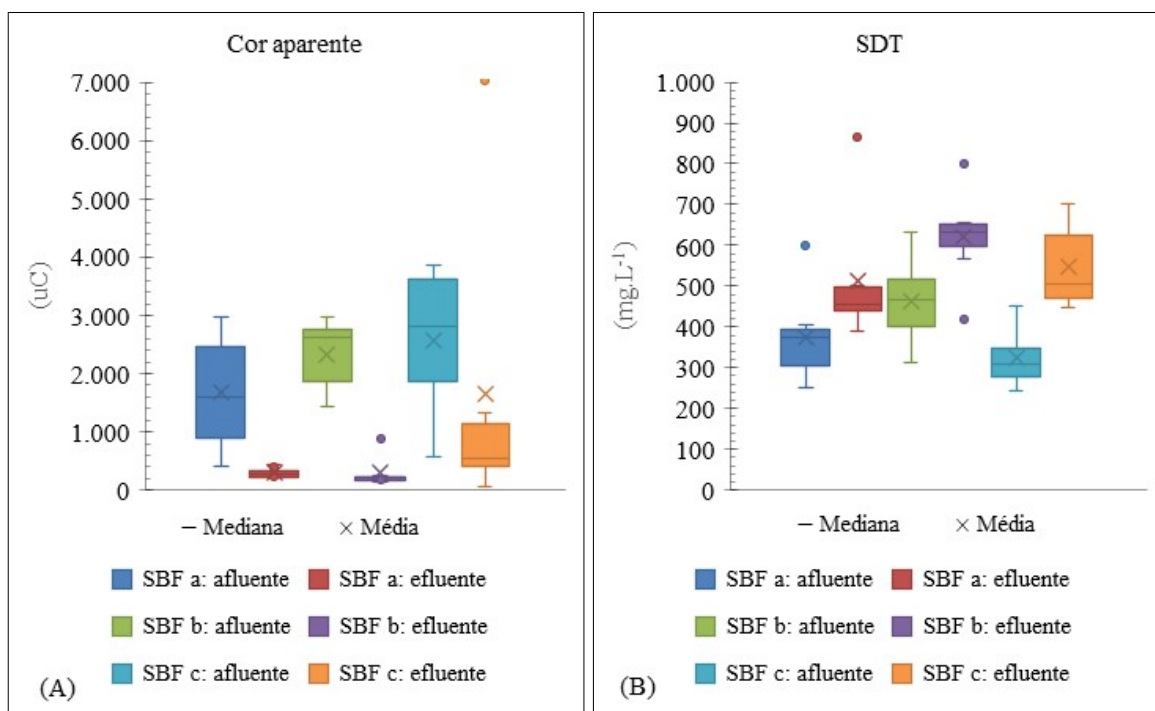 Cor aparente
7.000
6.000
5.000
4.000
3.000
2.000
1.000
0
(uC)
– Mediana × Média
SBF a: afluente SBF a: efluente
SBF b: afluente SBF b: efluente
SBF c: afluente SBF c: efluente
(A)
SDT
1.000
900
800
700
600
500
400
300
200
100
0
(mg.L⁻¹)
– Mediana × Média
SBF a: afluente SBF a: efluente
SBF b: afluente SBF b: efluente
SBF c: afluente SBF c: efluente
(B)